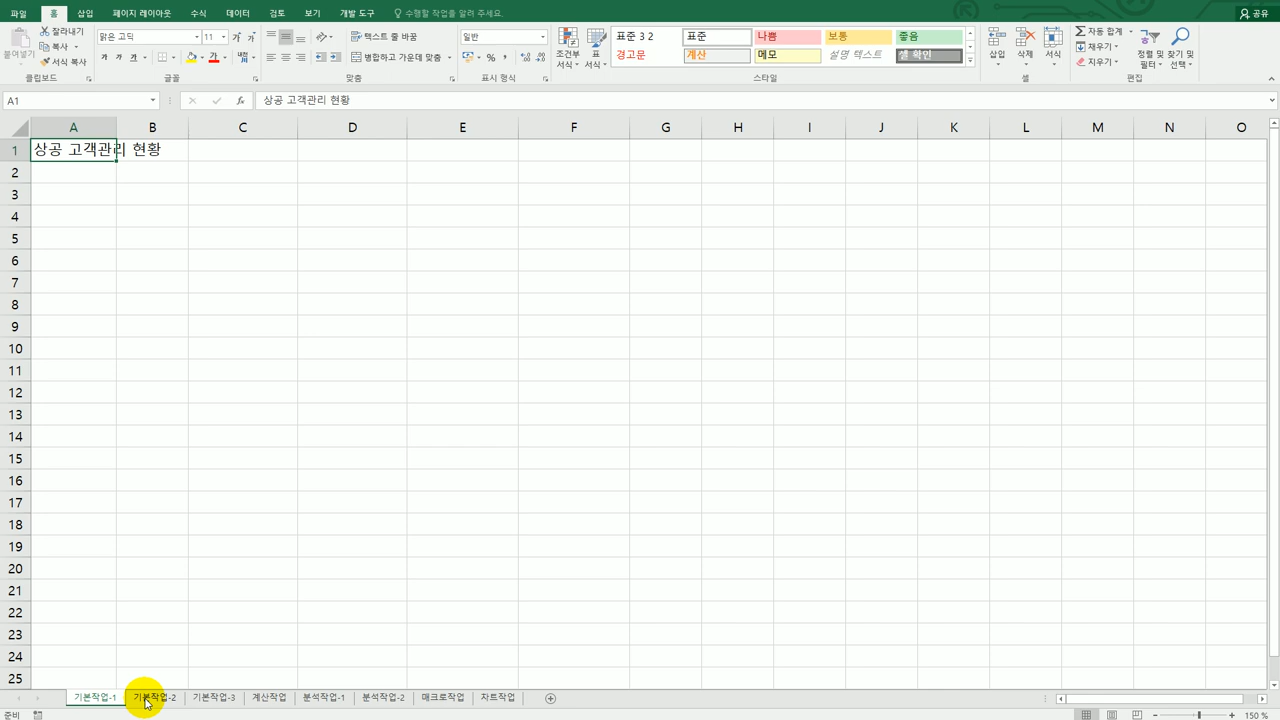 파일 홈 삽입 페이지 레이아웃 수식 데이터 검토 보기 개발 도구 수행할 작업을 알려 주세요. 공유
붙여넣기 잘라내기 복사 서식 복사
맑은 고딕 11 가 가
가 가 가 가
텍스트 줄 바꿈
병합하고 가운데 맞춤
일반
조건부 서식 표 서식
표준 3 2 표준 나쁨 보통 좋음
경고문 계산 메모 설명 텍스트 셀 확인
삽입 삭제 서식
자동 합계 채우기 지우기
정렬 및 필터 찾기 및 선택
클립보드 글꼴 맞춤 표시 형식 스타일 셀 편집
A1 fx 상공 고객관리 현황
A B C D E F G H I J K L M N O
1 상공 고객관리 현황
2
3
4
5
6
7
8
9
10
11
12
13
14
15
16
17
18
19
20
21
22
23
24
25
기본작업-1 기본작업-2 기본작업-3 계산작업 분석작업-1 분석작업-2 매크로작업 차트작업
준비 150 %